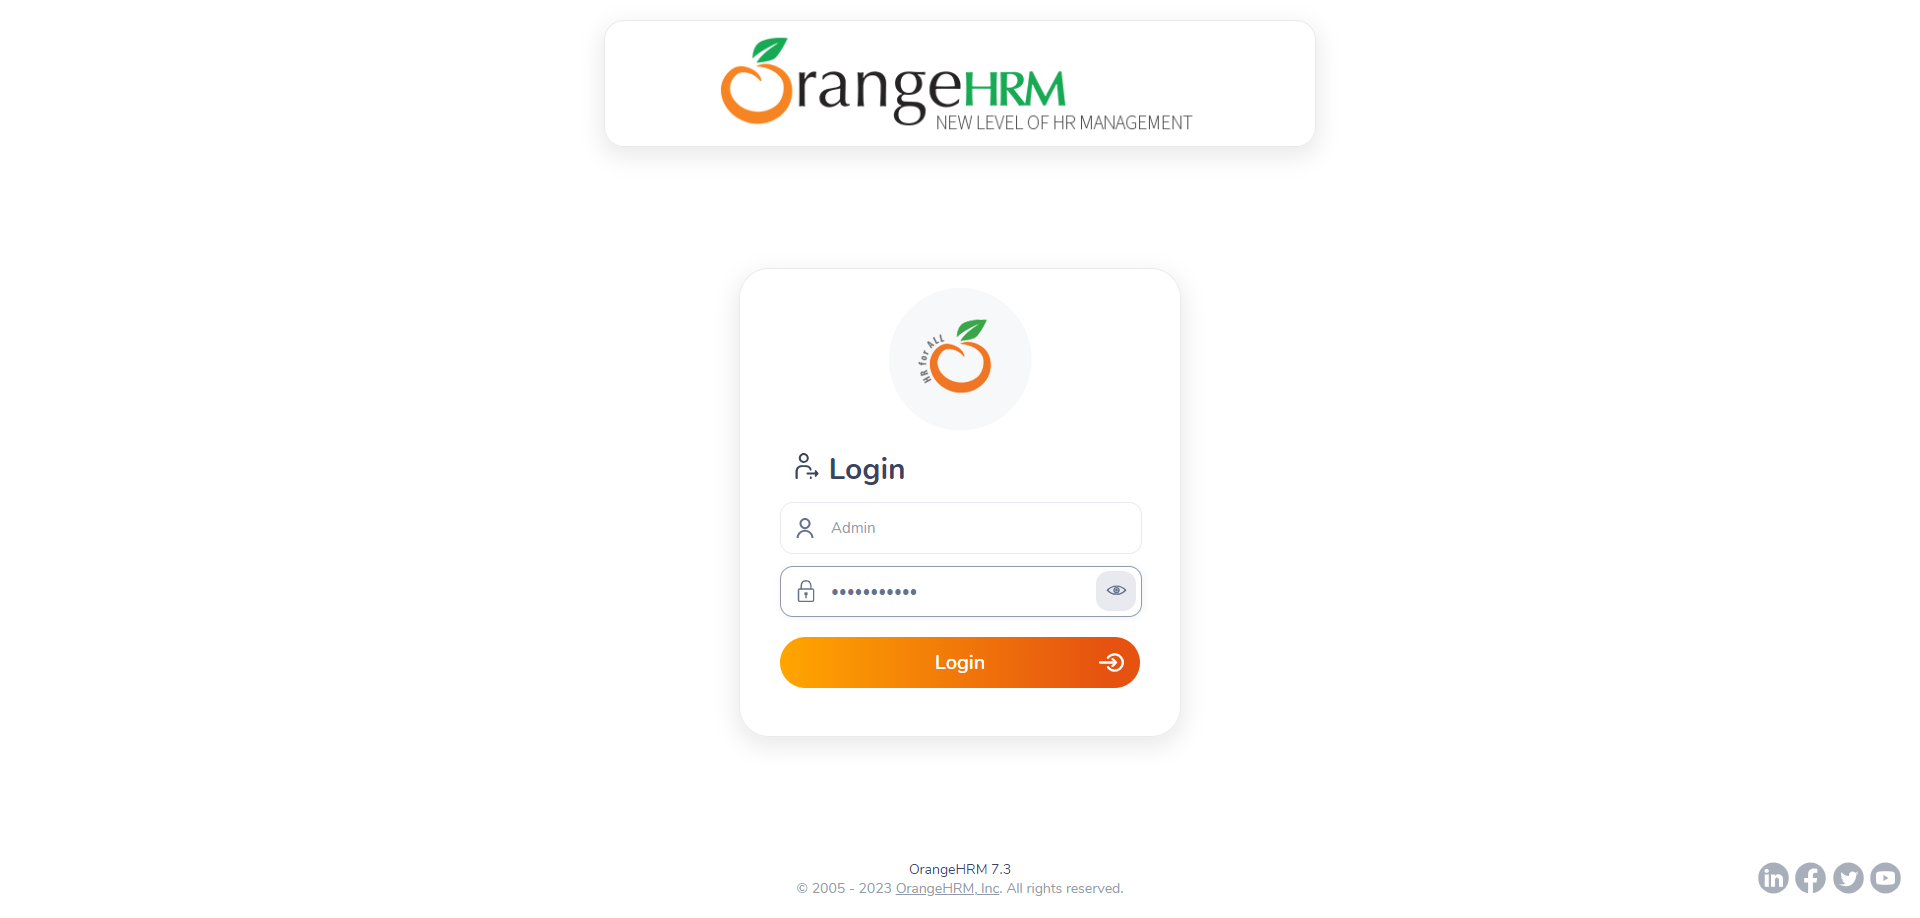 OrangeHRM
NEW LEVEL OF HR MANAGEMENT
HR for ALL
Login
Admin
•••••••••••
Login
OrangeHRM 7.3
© 2005 - 2023 OrangeHRM, Inc. All rights reserved.